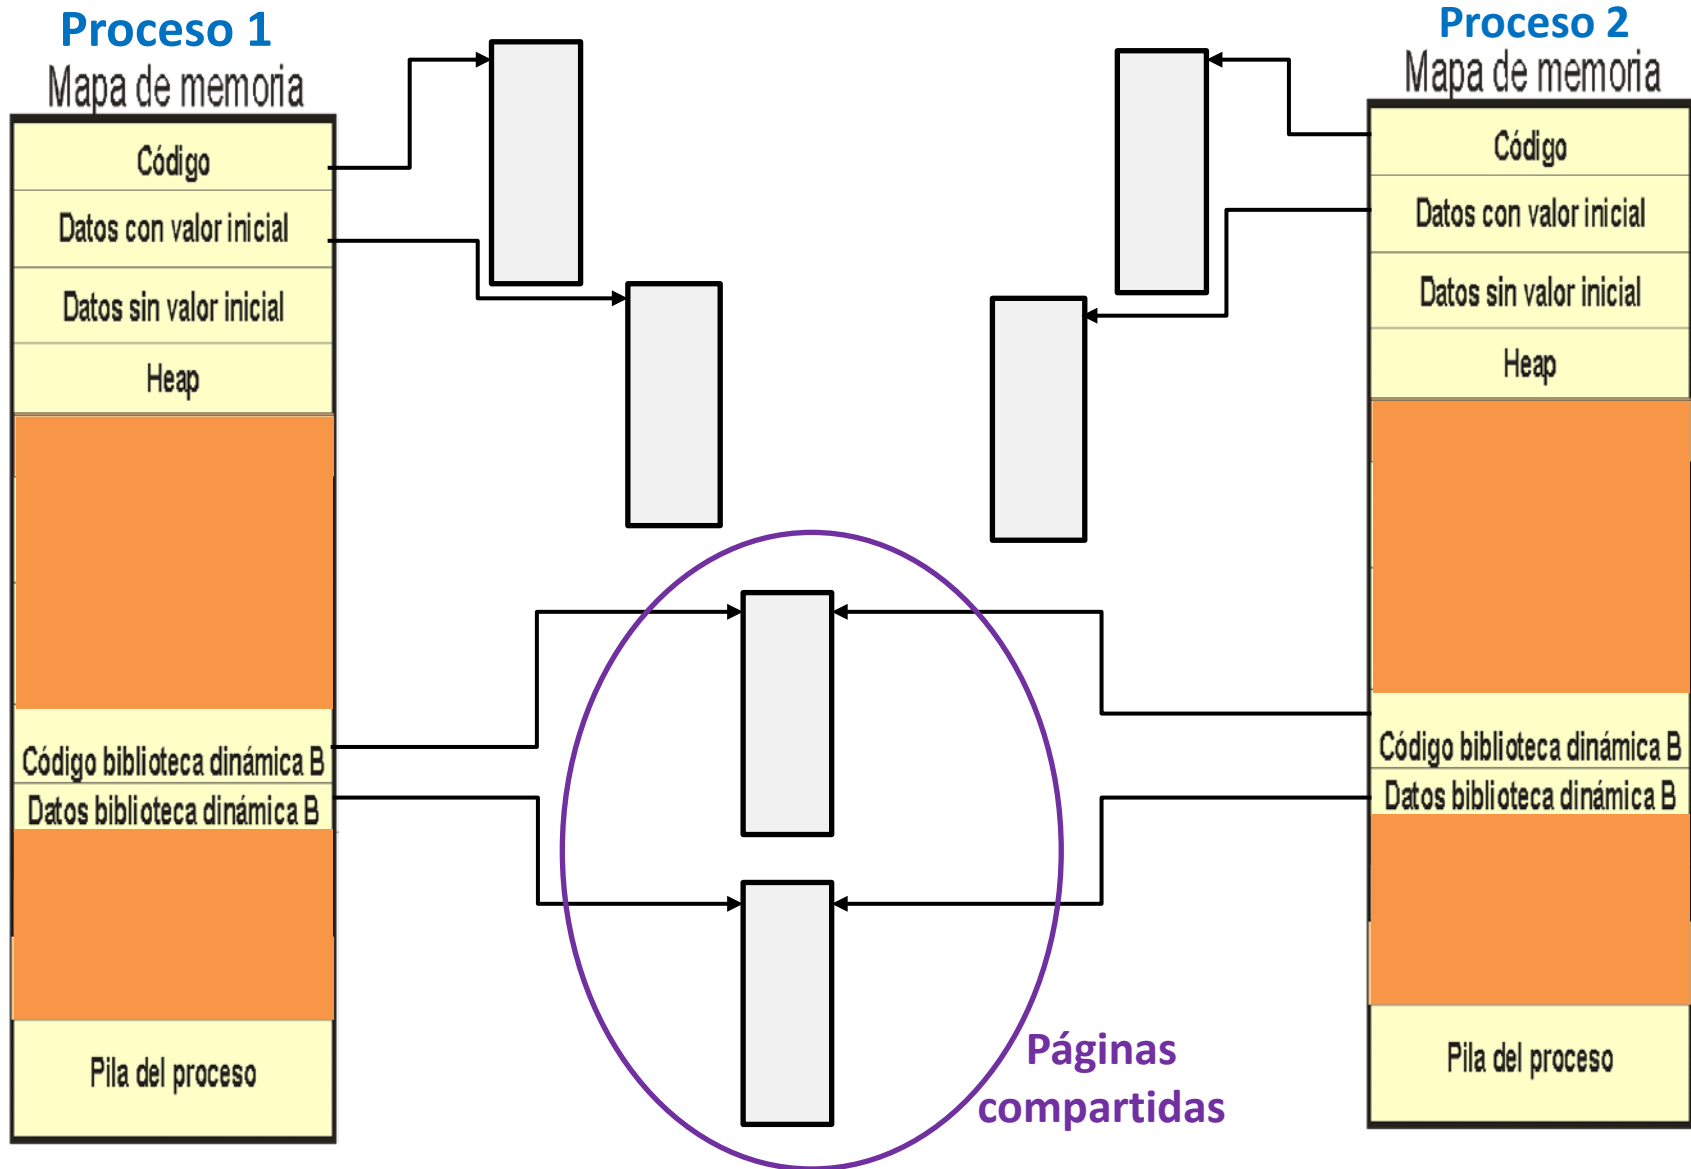 Proceso 1
Mapa de memoria
Código
Datos con valor inicial
Datos sin valor inicial
Heap
Código biblioteca dinámica B
Datos biblioteca dinámica B
Pila del proceso
Páginas
compartidas
Proceso 2
Mapa de memoria
Código
Datos con valor inicial
Datos sin valor inicial
Heap
Código biblioteca dinámica B
Datos biblioteca dinámica B
Pila del proceso